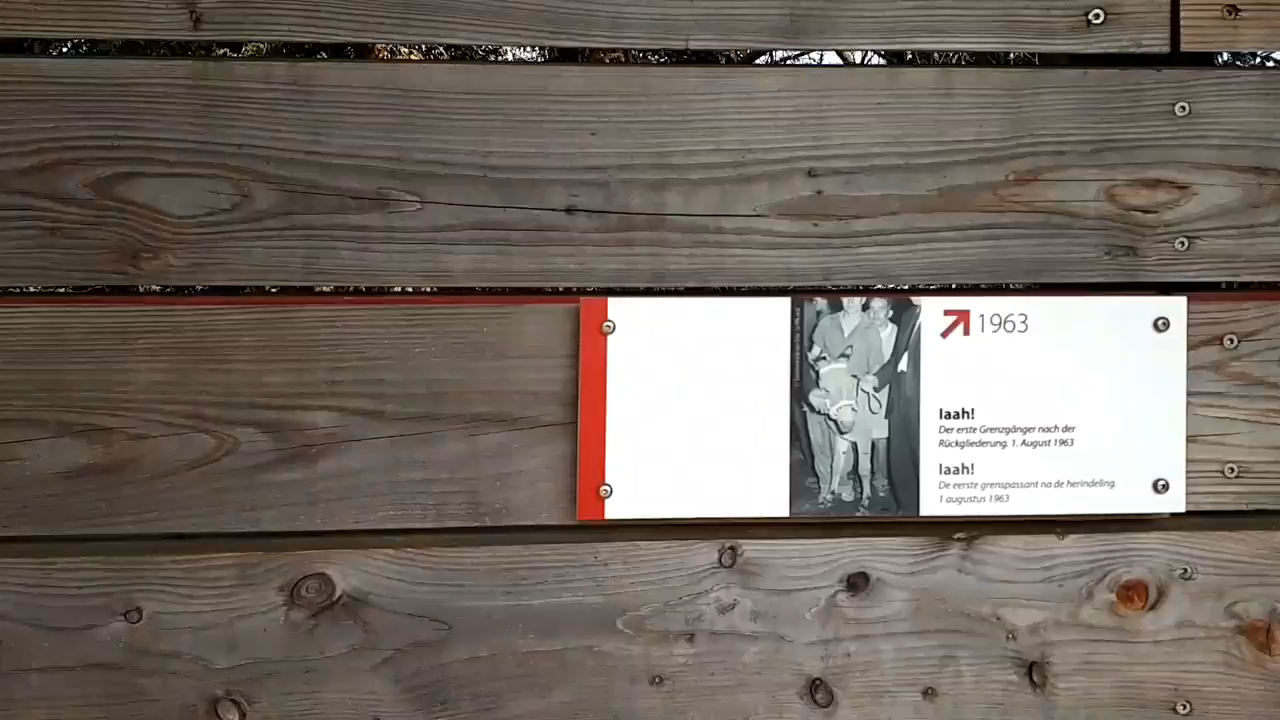 1963
Iaah!
Der erste Grenzgänger nach der
Rückgliederung. 1. August 1963
Iaah!
De eerste grenspassant na de herindeling.
1 augustus 1963